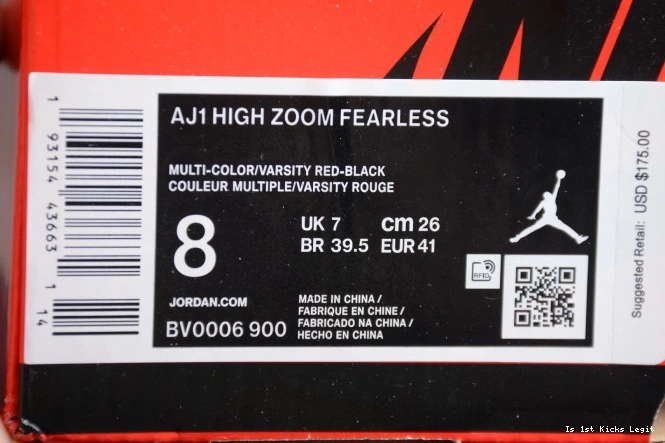 AJ1 HIGH ZOOM FEARLESS
MULTI-COLOR/VARSITY RED-BLACK
COULEUR MULTIPLE/VARSITY ROUGE
8
UK 7 cm 26
BR 39.5 EUR 41
RFID
JORDAN.COM
BV0006 900
MADE IN CHINA /
FABRIQUE EN CHINE /
FABRICADO NA CHINA /
HECHO EN CHINA
1 93154 43663 1 14
Suggested Retail: USD $175.00
Is 1st Kicks Legit